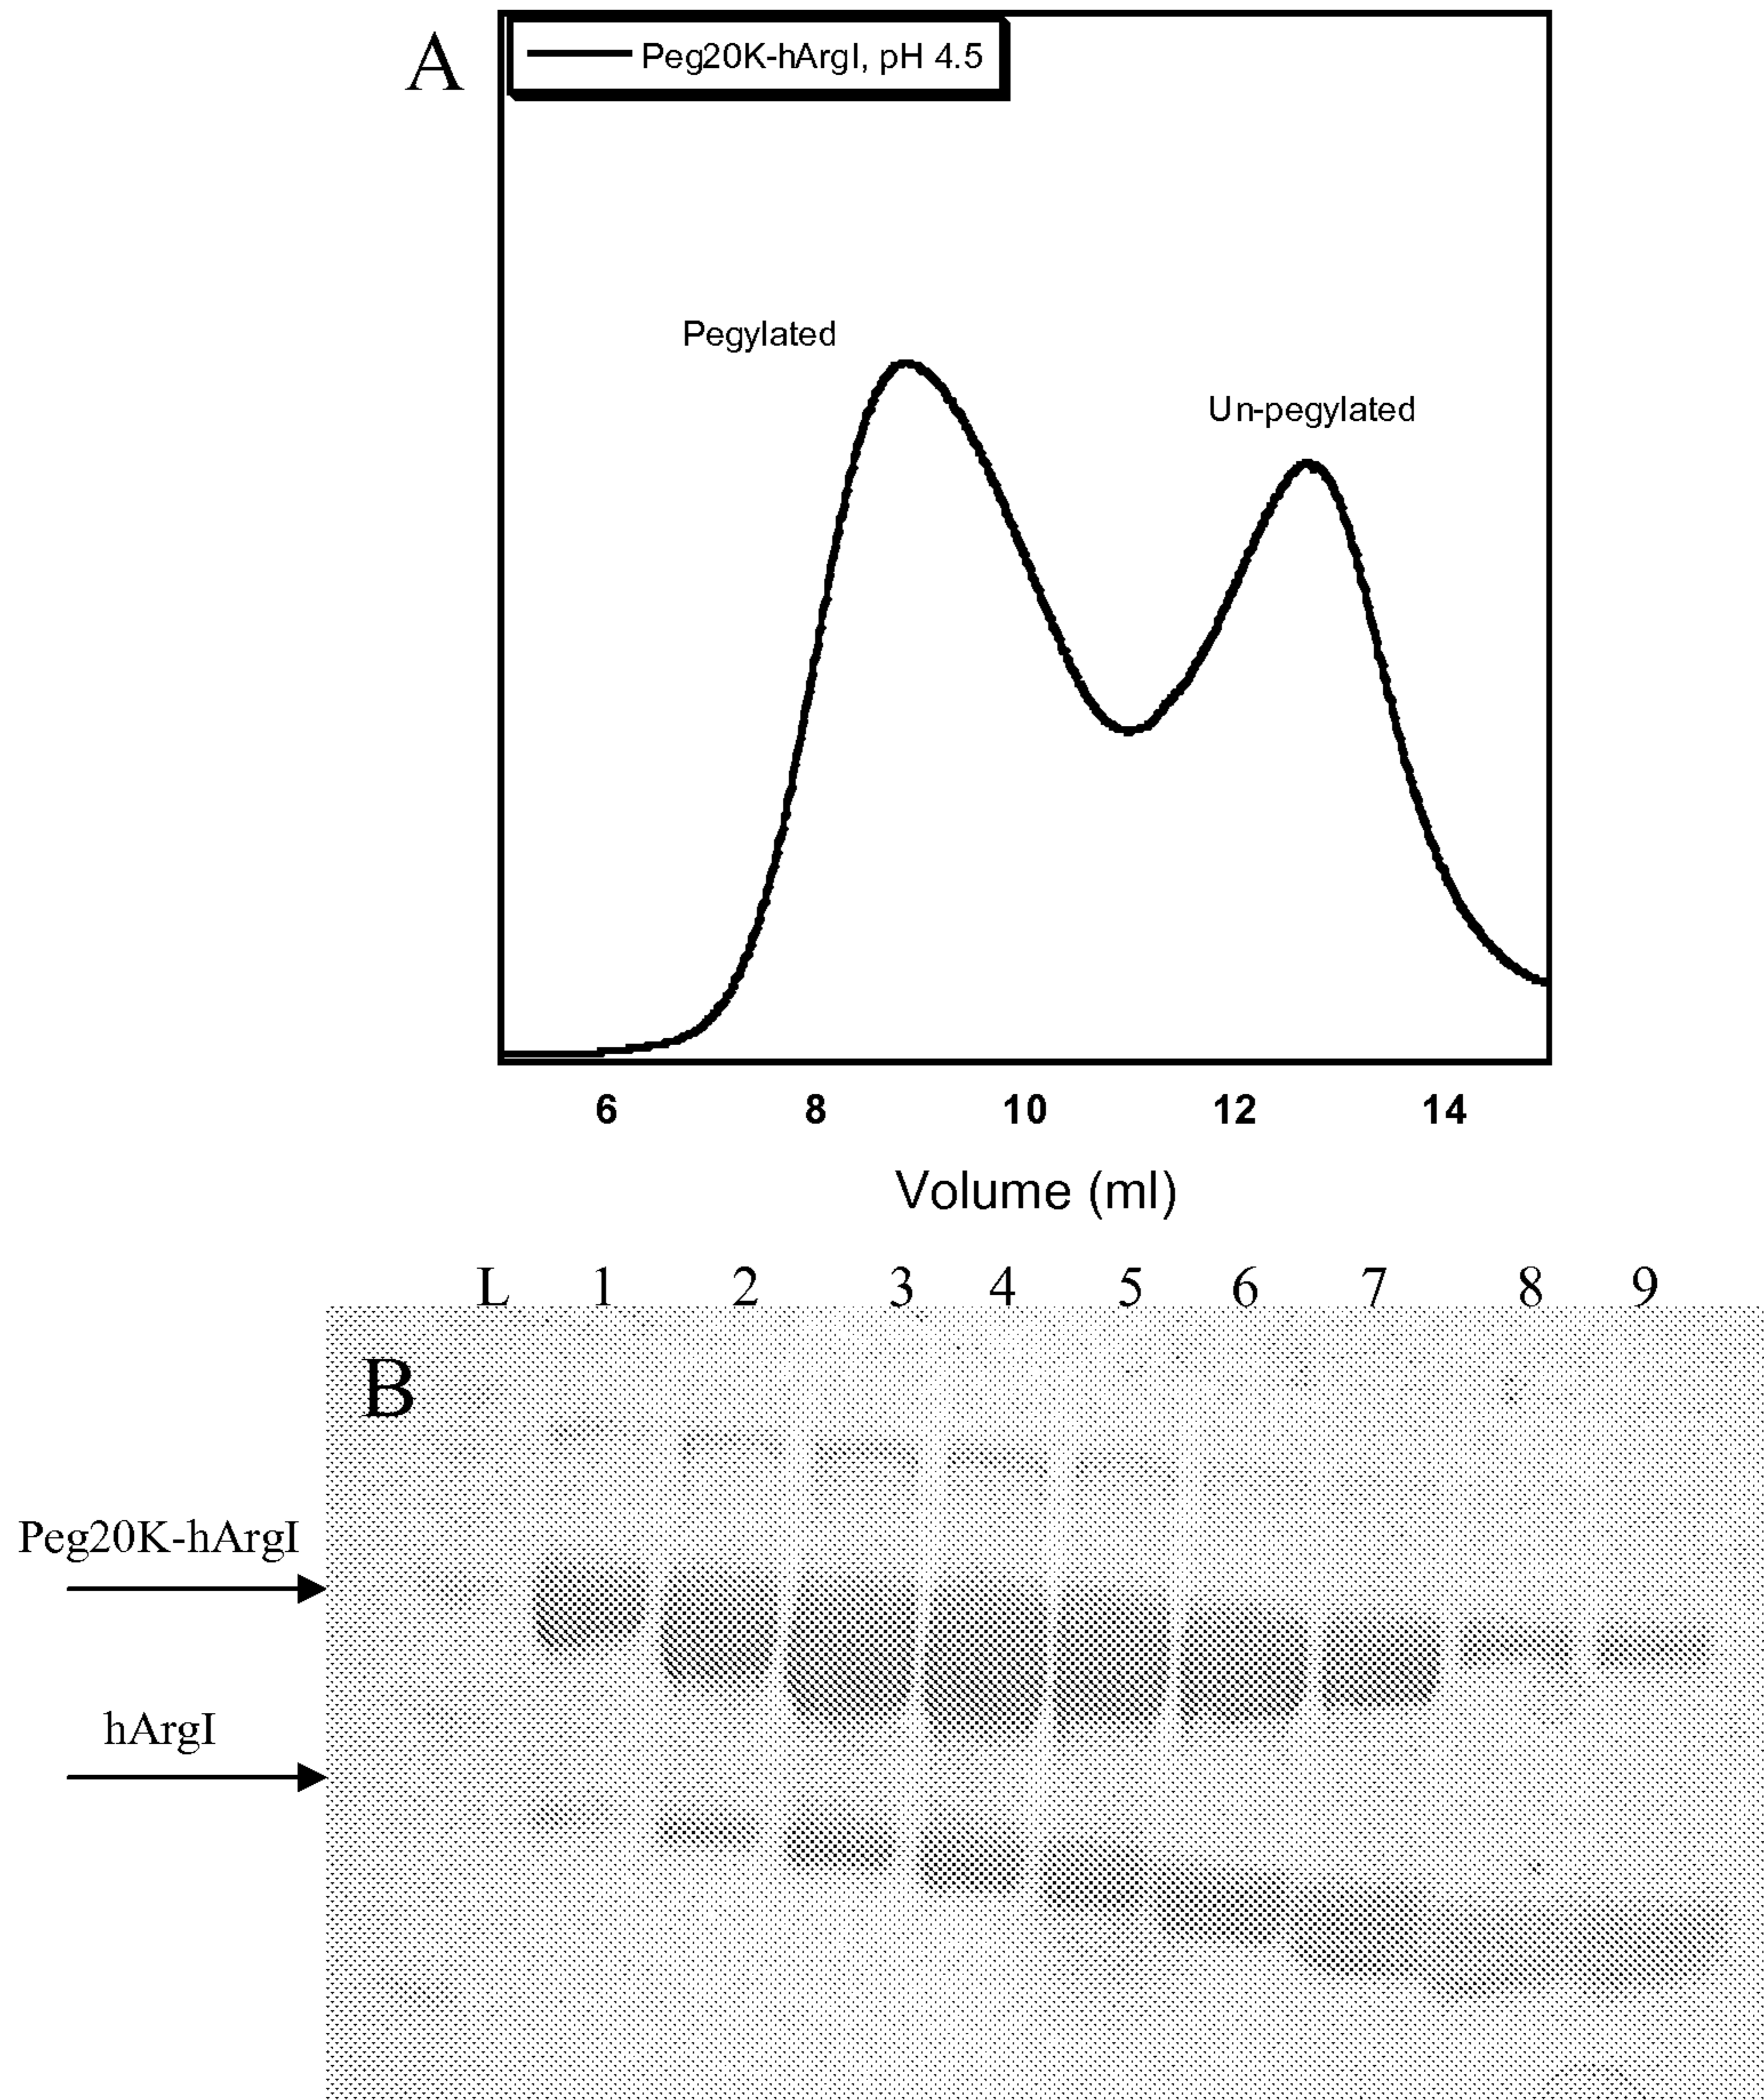 A
Peg20K-hArgI, pH 4.5
Pegylated
Un-pegylated
6 8 10 12 14
Volume (ml)
L 1 2 3 4 5 6 7 8 9
B
Peg20K-hArgI
hArgI